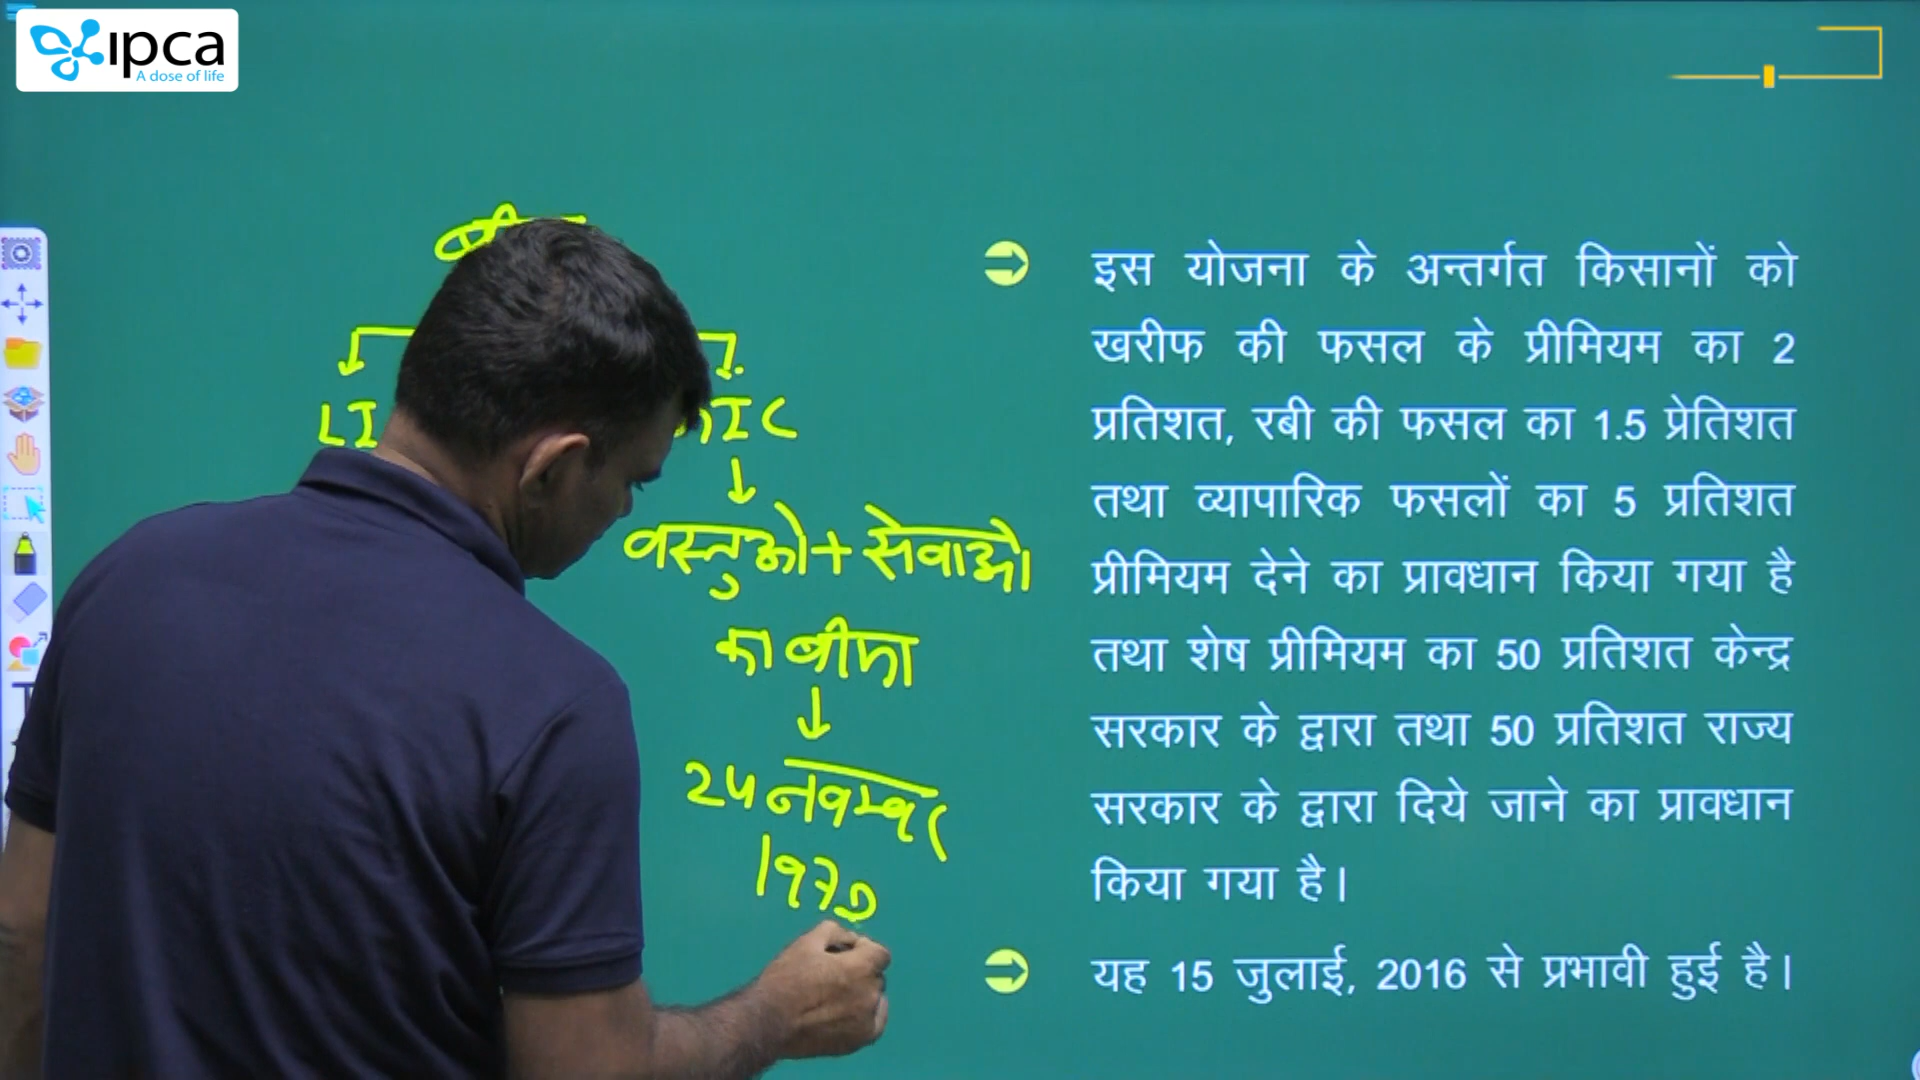 ipca
A dose of life
इस योजना के अन्तर्गत किसानों को
खरीफ की फसल के प्रीमियम का 2
प्रतिशत, रबी की फसल का 1.5 प्रेतिशत
तथा व्यापारिक फसलों का 5 प्रतिशत
प्रीमियम देने का प्रावधान किया गया है
तथा शेष प्रीमियम का 50 प्रतिशत केन्द्र
सरकार के द्वारा तथा 50 प्रतिशत राज्य
सरकार के द्वारा दिये जाने का प्रावधान
किया गया है।
यह 15 जुलाई, 2016 से प्रभावी हुई है।
LI
IC
वस्तुओ + सेवाओ
का बीमा
24 नवम्बर
1972